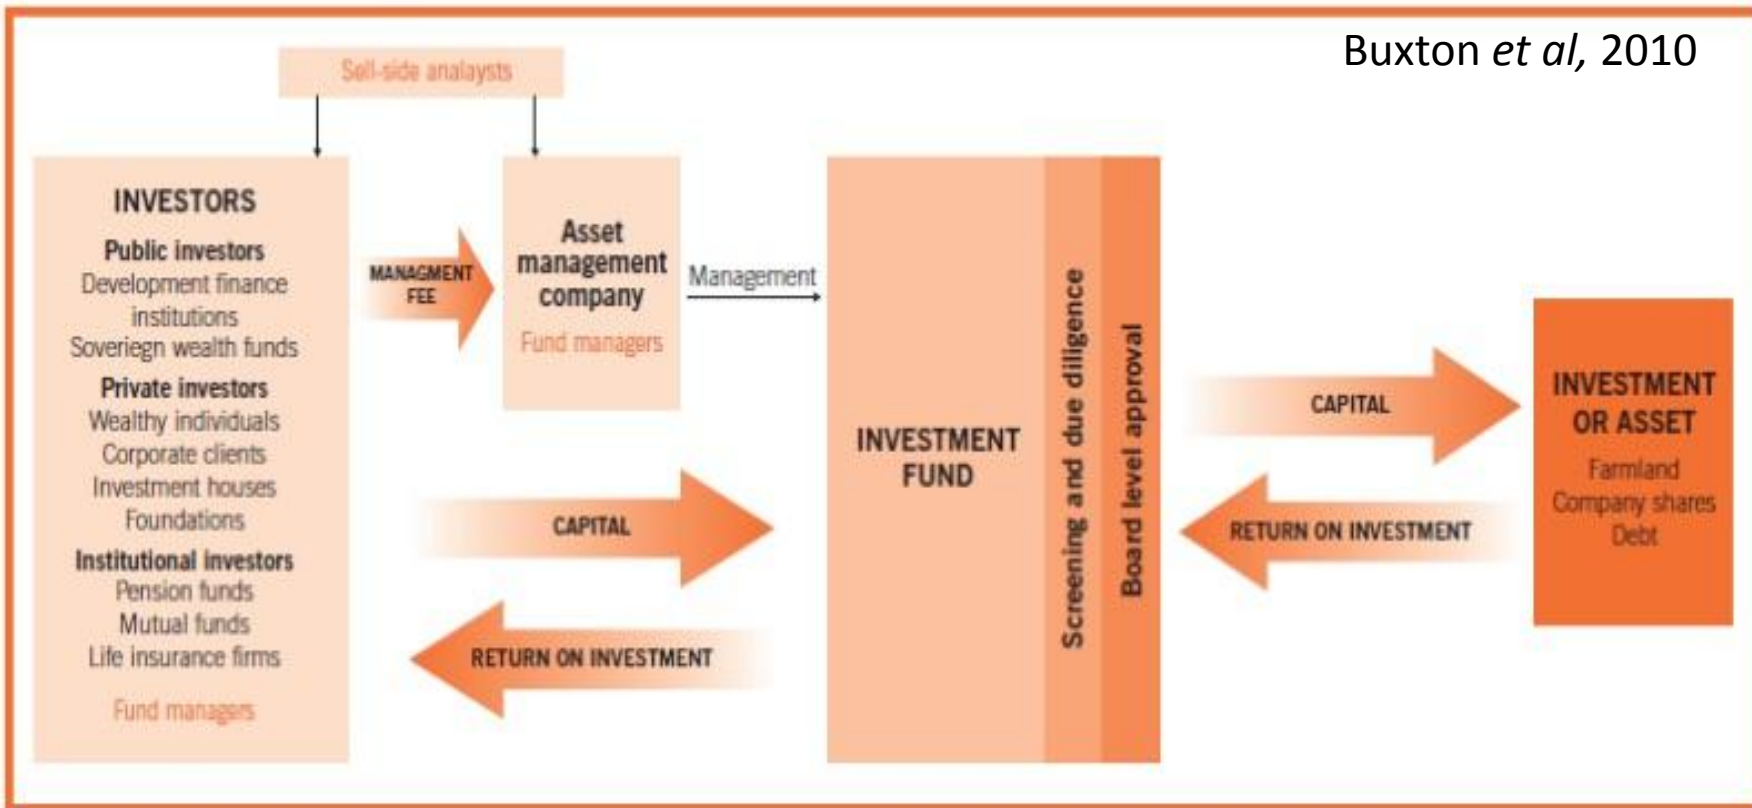 Buxton et al, 2010
Sell-side analaysts
INVESTORS
Public investors
Development finance
institutions
Soveriegn wealth funds
Private investors
Wealthy individuals
Corporate clients
Investment houses
Foundations
Institutional investors
Pension funds
Mutual funds
Life insurance firms
Fund managers
MANAGMENT
FEE
Asset
management
company
Fund managers
Management
CAPITAL
RETURN ON INVESTMENT
INVESTMENT
FUND
Screening and due diligence
Board level approval
CAPITAL
RETURN ON INVESTMENT
INVESTMENT
OR ASSET
Farmland
Company shares
Debt